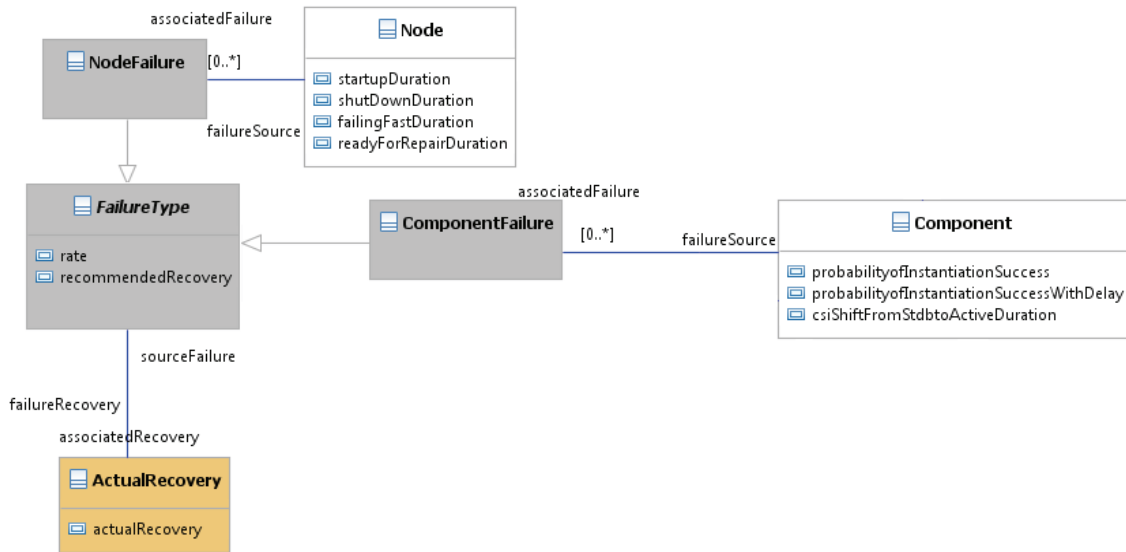 associatedFailure
Node
NodeFailure
[0..*]
startupDuration
shutDownDuration
failingFastDuration
readyForRepairDuration
failureSource
FailureType
rate
recommendedRecovery
associatedFailure
ComponentFailure
[0..*]
failureSource
Component
probabilityofInstantiationSuccess
probabilityofInstantiationSuccessWithDelay
csiShiftFromStdbtoActiveDuration
sourceFailure
failureRecovery
associatedRecovery
ActualRecovery
actualRecovery